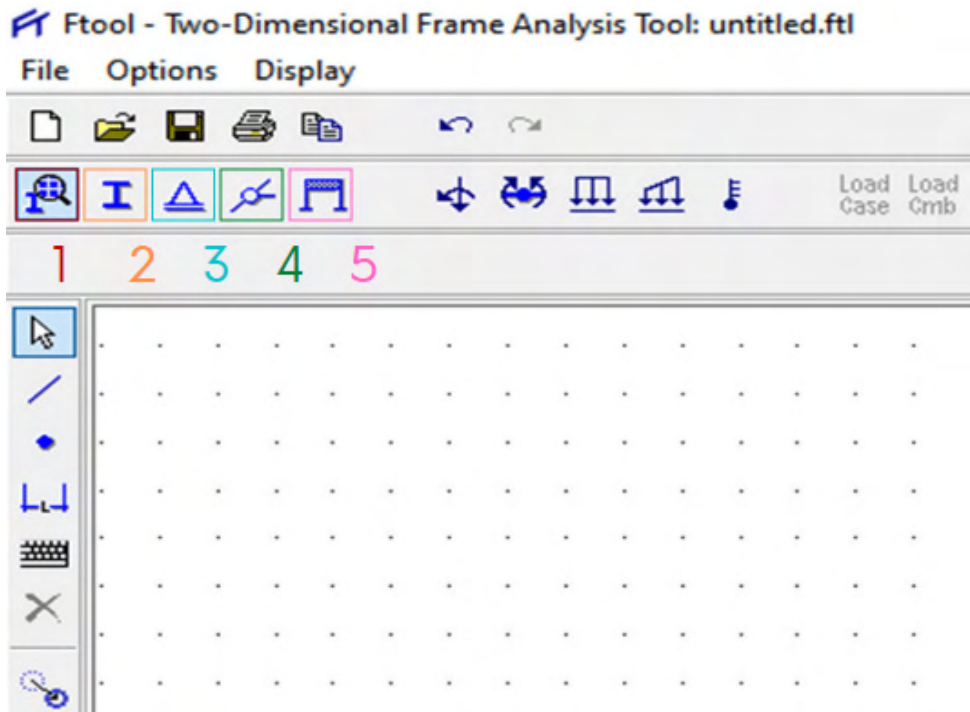 Ftool - Two-Dimensional Frame Analysis Tool: untitled.ftl
File Options Display
Load Load
Case Cmb
1 2 3 4 5
L